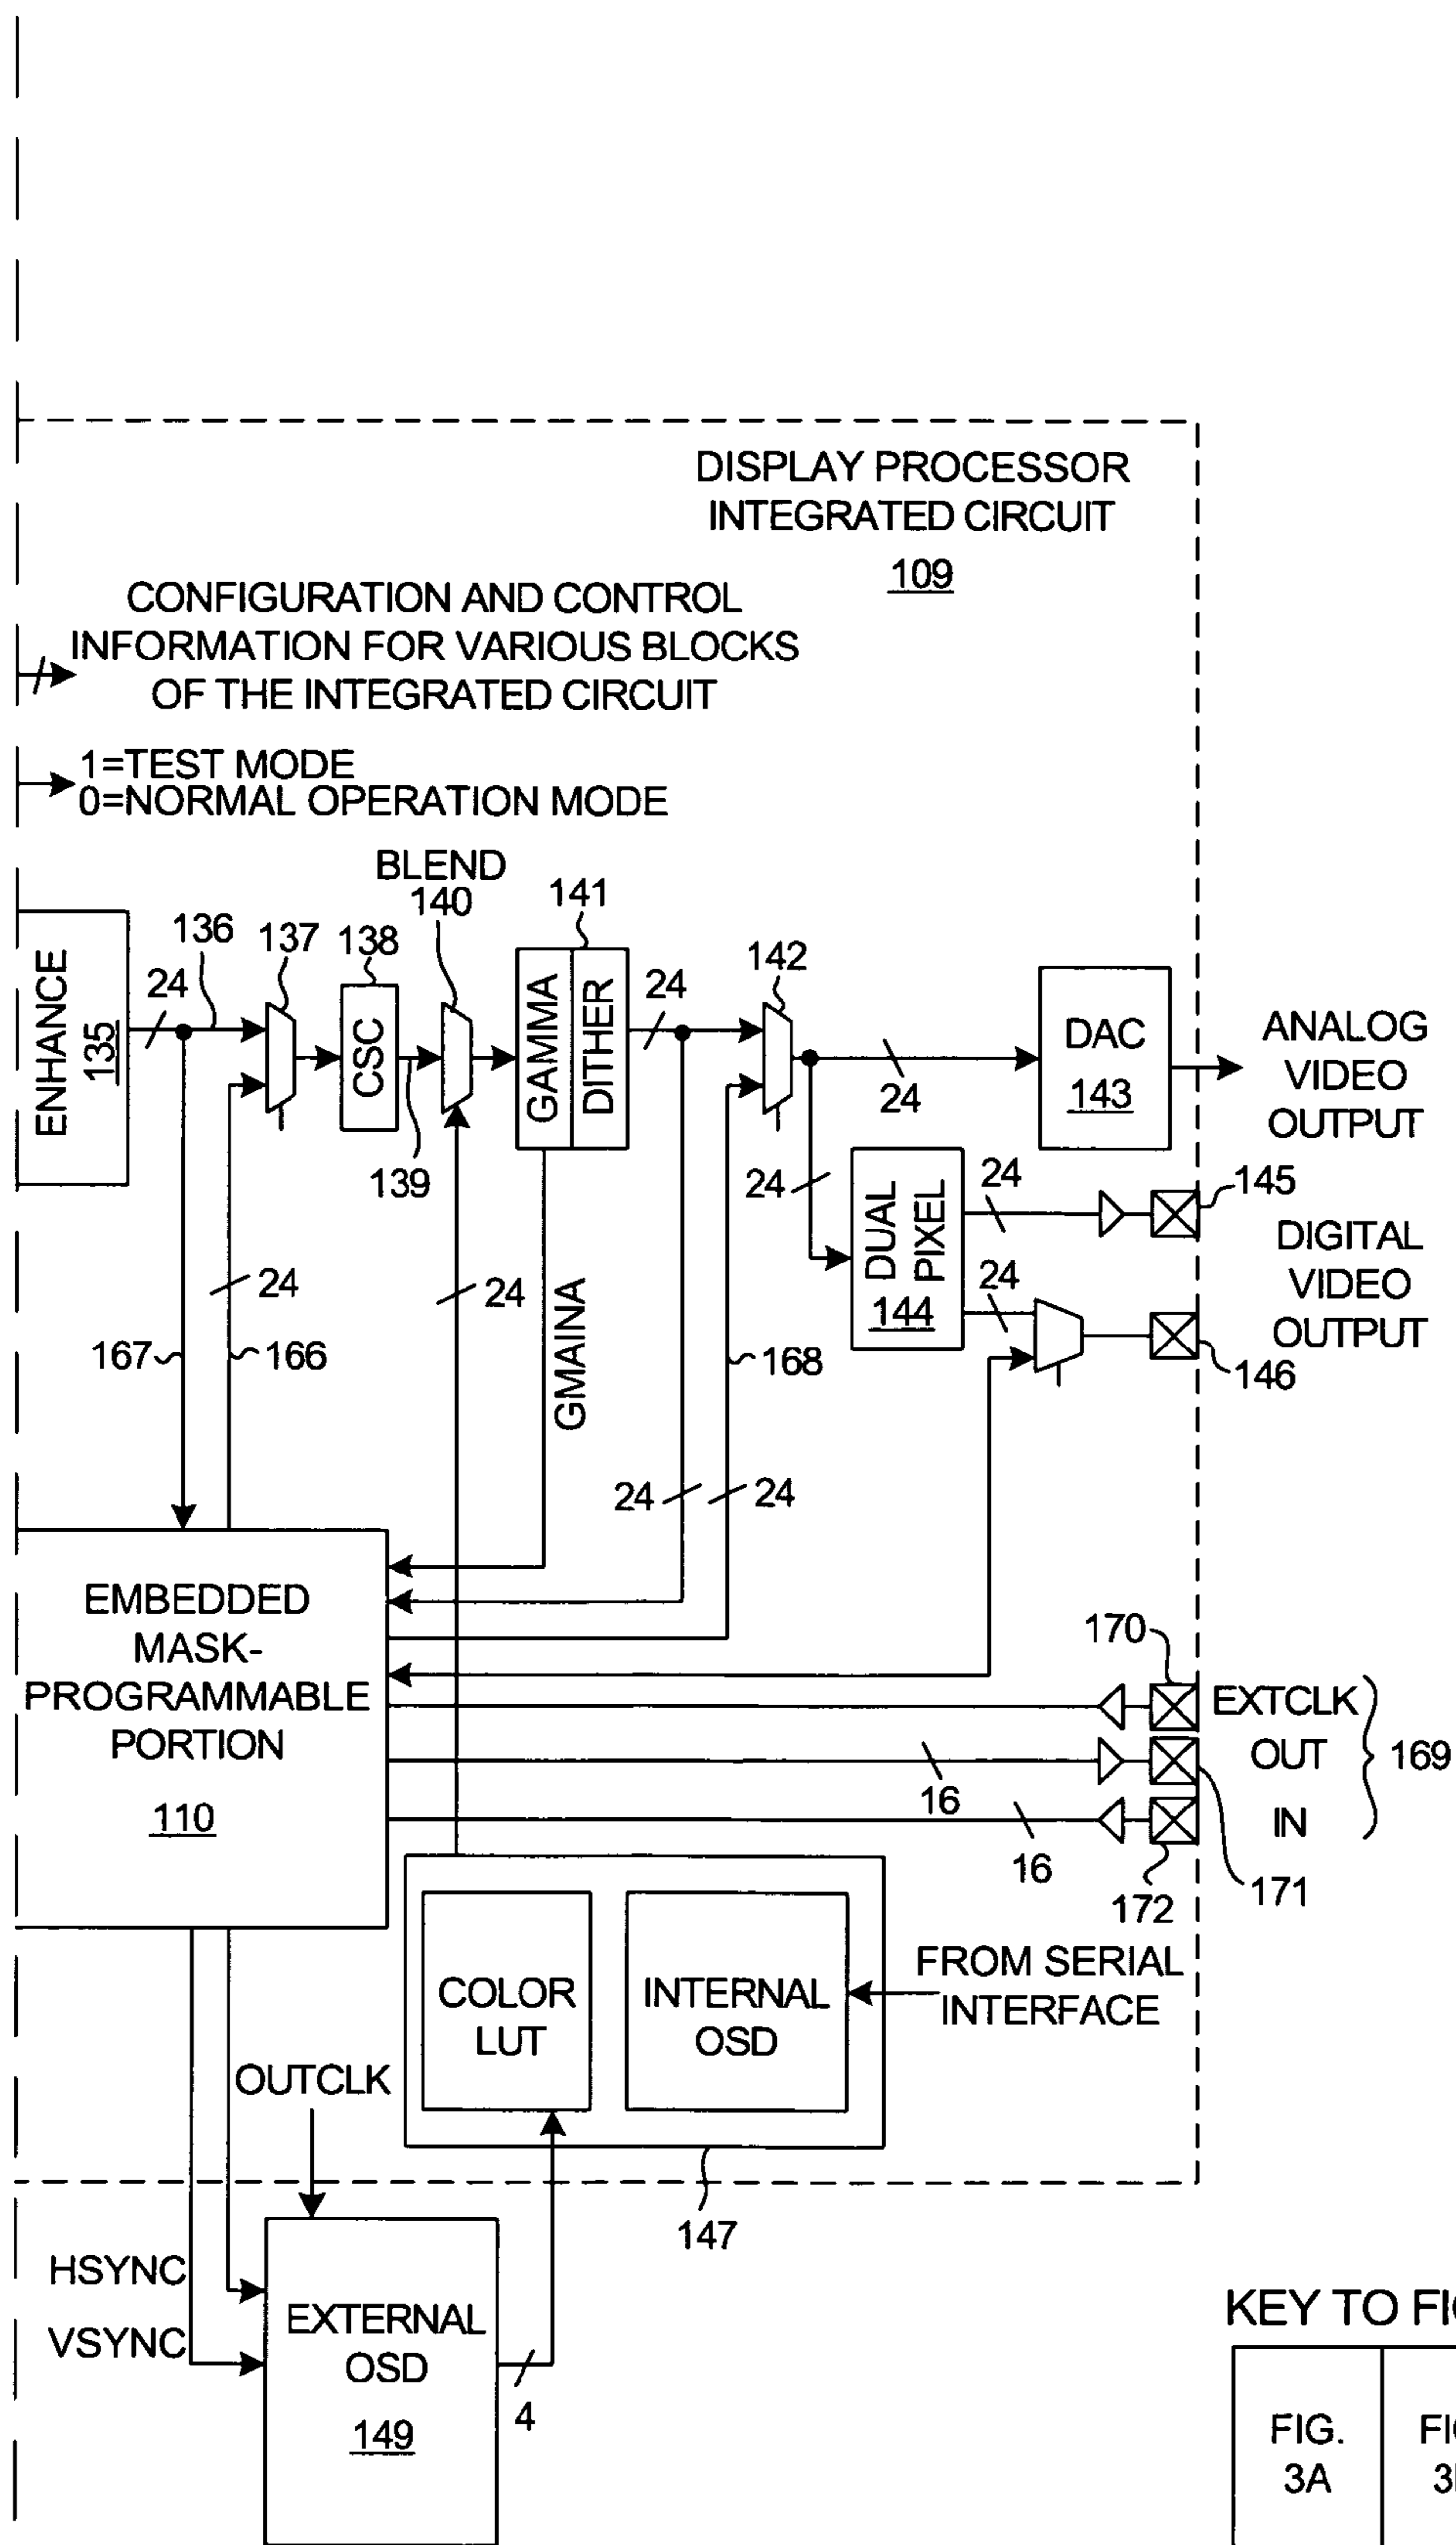 DISPLAY PROCESSOR
INTEGRATED CIRCUIT
109
CONFIGURATION AND CONTROL
INFORMATION FOR VARIOUS BLOCKS
OF THE INTEGRATED CIRCUIT
1=TEST MODE
0=NORMAL OPERATION MODE
BLEND
140
141
136
137
138
142
ENHANCE
135
24
CSC
139
GAMMA
DITHER
24
24
DAC
143
ANALOG
VIDEO
OUTPUT
24
DUAL
PIXEL
144
24
24
145
DIGITAL
VIDEO
OUTPUT
146
167
24
166
24
GMAINA
168
24
24
EMBEDDED
MASK-
PROGRAMMABLE
PORTION
110
170
EXTCLK
OUT
IN
169
16
16
171
172
COLOR
LUT
INTERNAL
OSD
FROM SERIAL
INTERFACE
OUTCLK
147
HSYNC
VSYNC
EXTERNAL
OSD
149
4
KEY TO
FIG.
3A